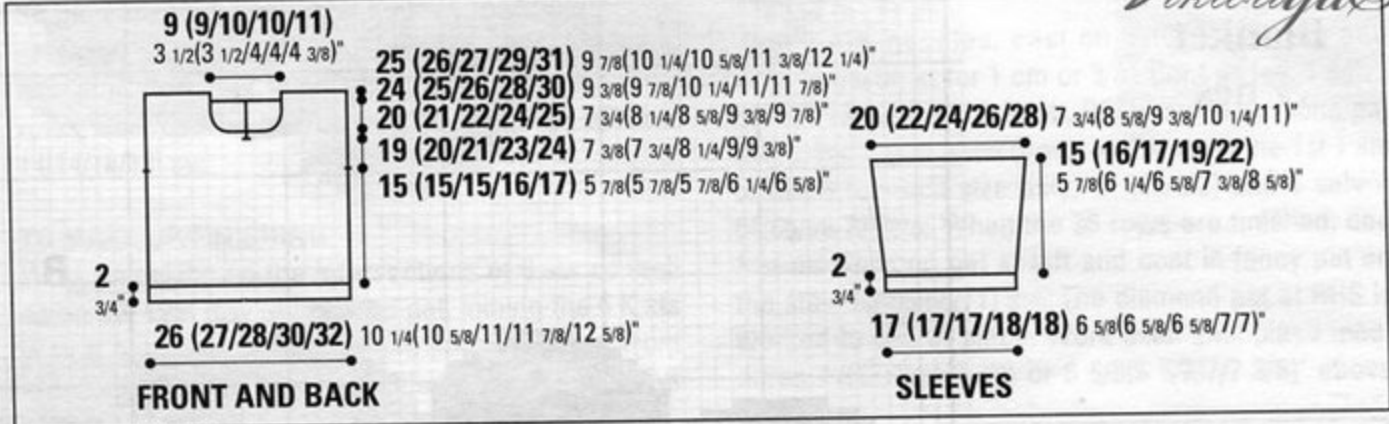 9 (9/10/10/11)
3 1/2(3 1/2/4/4/4 3/8)"
25 (26/27/29/31) 9 7/8(10 1/4/10 5/8/11 3/8/12 1/4)"
24 (25/26/28/30) 9 3/8(9 7/8/10 1/4/11/11 7/8)"
20 (21/22/24/25) 7 3/4(8 1/4/8 5/8/9 3/8/9 7/8)"
19 (20/21/23/24) 7 3/8(7 3/4/8 1/4/9/9 3/8)"
15 (15/15/16/17) 5 7/8(5 7/8/5 7/8/6 1/4/6 5/8)"
2
3/4"
26 (27/28/30/32) 10 1/4(10 5/8/11/11 7/8/12 5/8)"
FRONT AND BACK
20 (22/24/26/28) 7 3/4(8 5/8/9 3/8/10 1/4/11)"
15 (16/17/19/22)
5 7/8(6 1/4/6 5/8/7 3/8/8 5/8)"
2
3/4"
17 (17/17/18/18) 6 5/8(6 5/8/6 5/8/7/7)"
SLEEVES